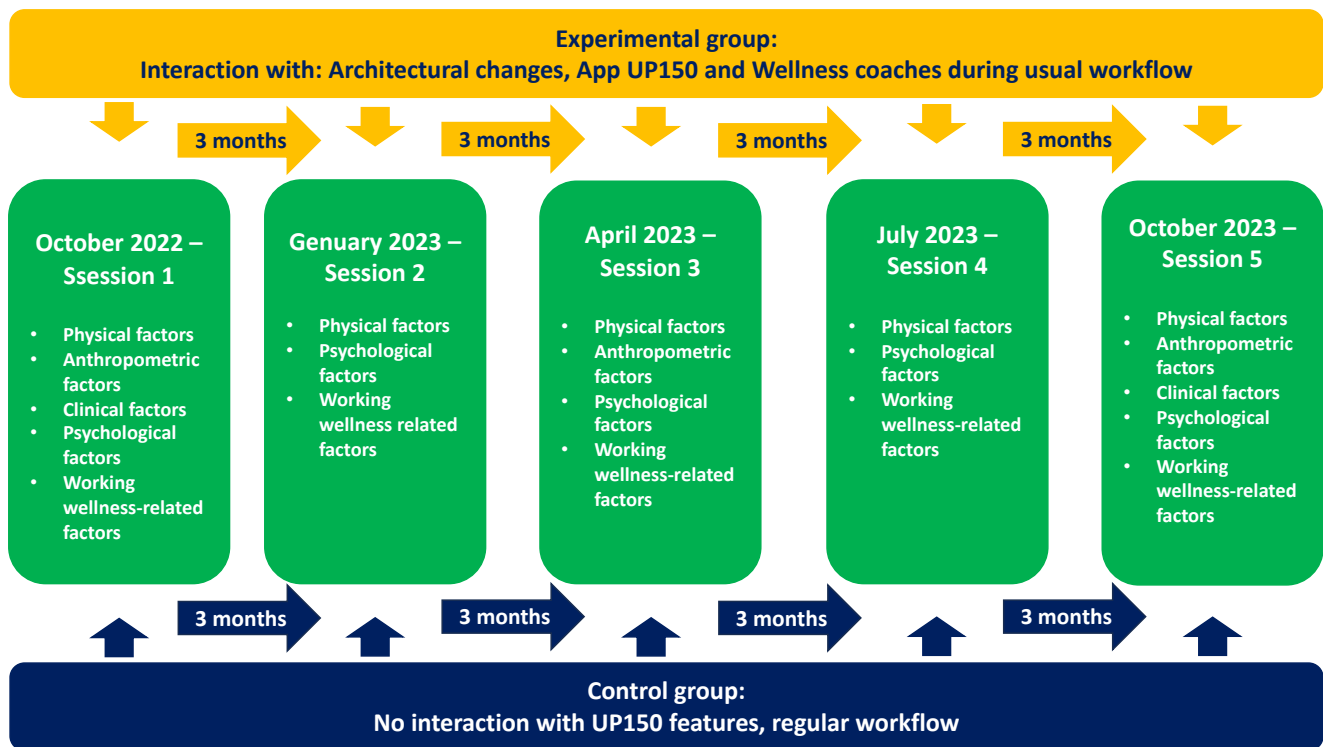 Experimental group:
Interaction with: Architectural changes, App UP150 and Wellness coaches during usual workflow
3 months
3 months
3 months
3 months
October 2022 –
Ssession 1
• Physical factors
• Anthropometric
factors
• Clinical factors
• Psychological
factors
• Working
wellness-related
factors
Genuary 2023 –
Session 2
• Physical factors
• Psychological
factors
• Working
wellness related
factors
April 2023 –
Session 3
• Physical factors
• Anthropometric
factors
• Psychological
factors
• Working
wellness-related
factors
July 2023 –
Session 4
• Physical factors
• Psychological
factors
• Working
wellness-related
factors
October 2023 –
Session 5
• Physical factors
• Anthropometric
factors
• Clinical factors
• Psychological
factors
• Working
wellness-related
factors
3 months
3 months
3 months
3 months
Control group:
No interaction with UP150 features, regular workflow